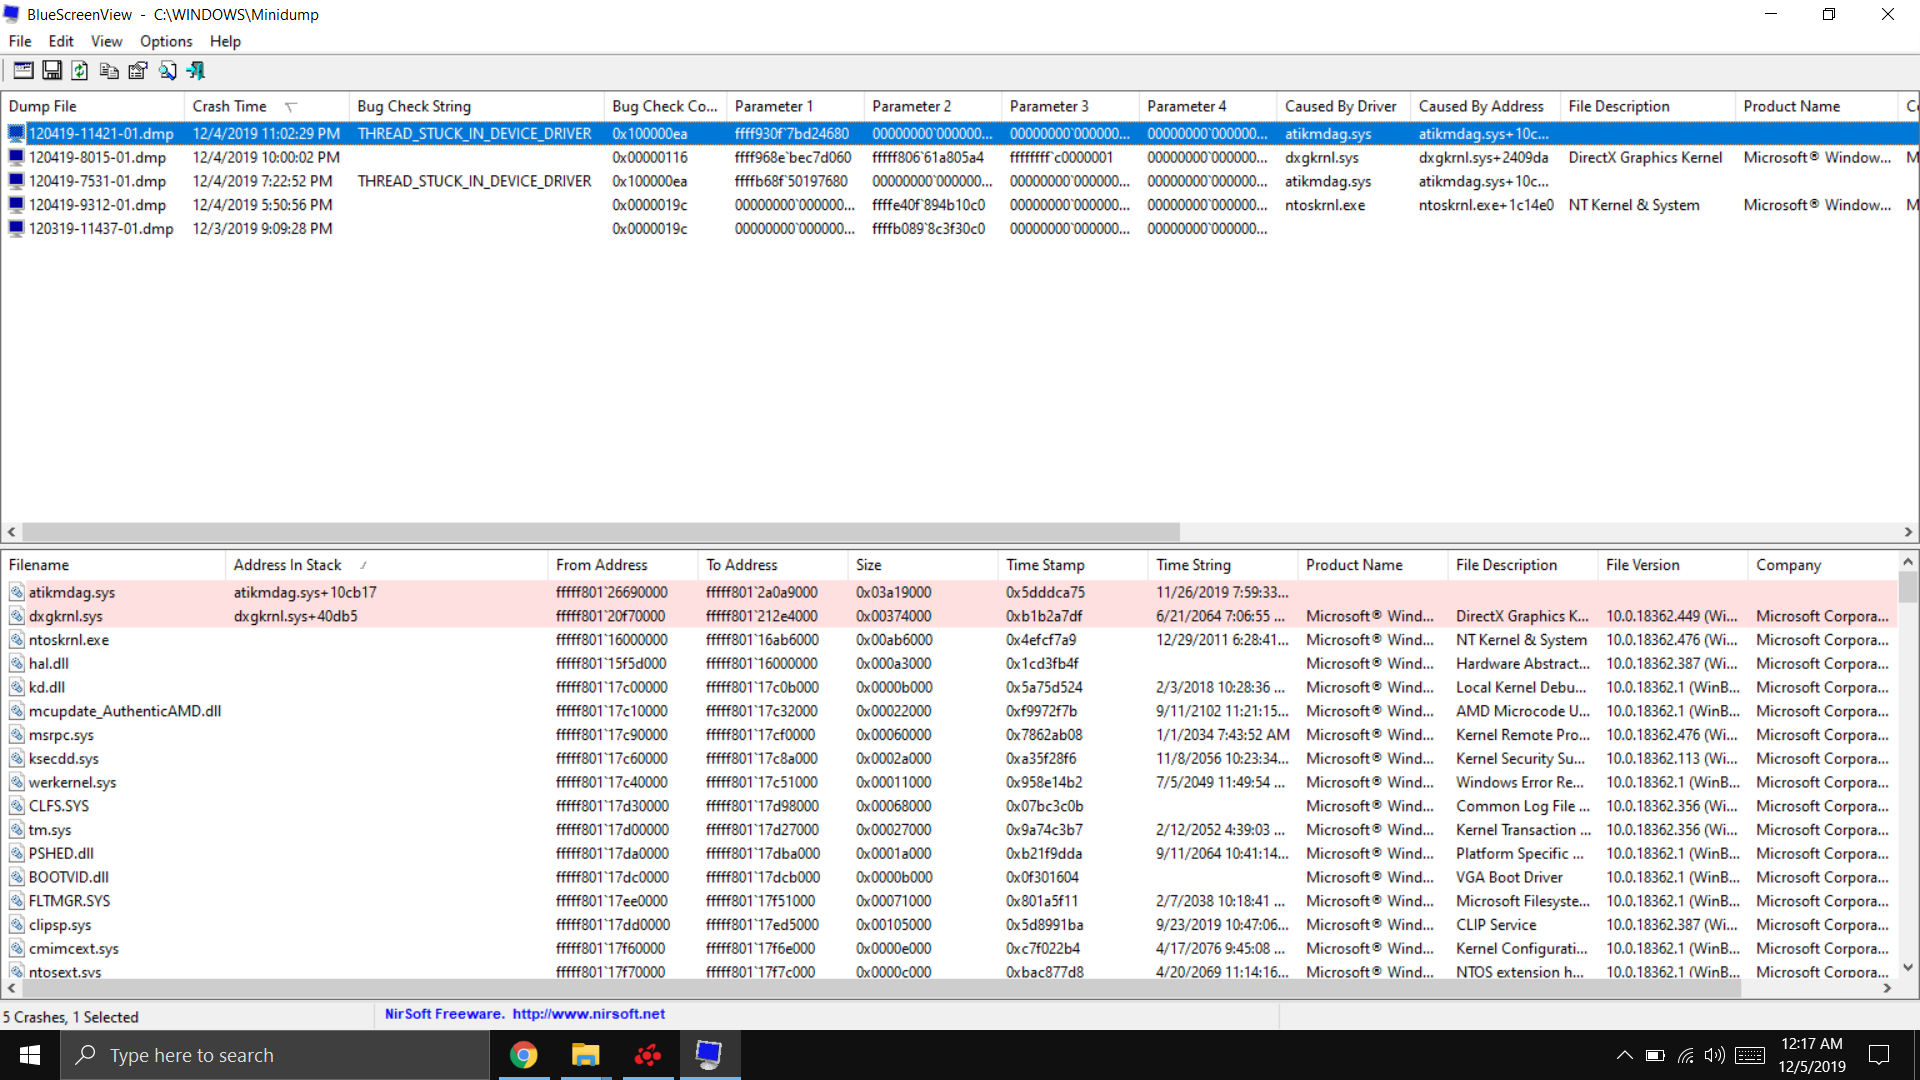 BlueScreenView - C:\WINDOWS\Minidump
File Edit View Options Help
Dump File Crash Time Bug Check String Bug Check Co... Parameter 1 Parameter 2 Parameter 3 Parameter 4 Caused By Driver Caused By Address File Description Product Name C
120419-11421-01.dmp 12/4/2019 11:02:29 PM THREAD_STUCK_IN_DEVICE_DRIVER 0x100000ea ffff930f`7bd24680 00000000`000000... 00000000`000000... 00000000`000000... atikmdag.sys atikmdag.sys+10c...
120419-8015-01.dmp 12/4/2019 10:00:02 PM 0x00000116 ffff968e`bec7d060 fffff806`61a805a4 ffffffff`c0000001 00000000`000000... dxgkrnl.sys dxgkrnl.sys+2409da DirectX Graphics Kernel Microsoft® Window... M
120419-7531-01.dmp 12/4/2019 7:22:52 PM THREAD_STUCK_IN_DEVICE_DRIVER 0x100000ea ffffb68f`50197680 00000000`000000... 00000000`000000... 00000000`000000... atikmdag.sys atikmdag.sys+10c...
120419-9312-01.dmp 12/4/2019 5:50:56 PM 0x0000019c 00000000`000000... ffffe40f`894b10c0 00000000`000000... 00000000`000000... ntoskrnl.exe ntoskrnl.exe+1c14e0 NT Kernel & System Microsoft® Window... M
120319-11437-01.dmp 12/3/2019 9:09:28 PM 0x0000019c 00000000`000000... ffffb089`8c3f30c0 00000000`000000... 00000000`000000...
Filename Address In Stack From Address To Address Size Time Stamp Time String Product Name File Description File Version Company
atikmdag.sys atikmdag.sys+10cb17 fffff801`26690000 fffff801`2a0a9000 0x03a19000 0x5dddca75 11/26/2019 7:59:33...
dxgkrnl.sys dxgkrnl.sys+40db5 fffff801`20f70000 fffff801`212e4000 0x00374000 0xb1b2a7df 6/21/2064 7:06:55 ... Microsoft® Wind... DirectX Graphics K... 10.0.18362.449 (Wi... Microsoft Corpora...
ntoskrnl.exe fffff801`16000000 fffff801`16ab6000 0x00ab6000 0x4efcf7a9 12/29/2011 6:28:41... Microsoft® Wind... NT Kernel & System 10.0.18362.476 (Wi... Microsoft Corpora...
hal.dll fffff801`15f5d000 fffff801`16000000 0x000a3000 0x1cd3fb4f Microsoft® Wind... Hardware Abstract... 10.0.18362.387 (Wi... Microsoft Corpora...
kd.dll fffff801`17c00000 fffff801`17c0b000 0x0000b000 0x5a75d524 2/3/2018 10:28:36 ... Microsoft® Wind... Local Kernel Debu... 10.0.18362.1 (WinB... Microsoft Corpora...
mcupdate_AuthenticAMD.dll fffff801`17c10000 fffff801`17c32000 0x00022000 0xf9972f7b 9/11/2102 11:21:15... Microsoft® Wind... AMD Microcode U... 10.0.18362.1 (WinB... Microsoft Corpora...
msrpc.sys fffff801`17c90000 fffff801`17cf0000 0x00060000 0x7862ab08 1/1/2034 7:43:52 AM Microsoft® Wind... Kernel Remote Pro... 10.0.18362.476 (Wi... Microsoft Corpora...
ksecdd.sys fffff801`17c60000 fffff801`17c8a000 0x0002a000 0xa35f28f6 11/8/2056 10:23:34... Microsoft® Wind... Kernel Security Su... 10.0.18362.113 (Wi... Microsoft Corpora...
werkernel.sys fffff801`17c40000 fffff801`17c51000 0x00011000 0x958e14b2 7/5/2049 11:49:54 ... Microsoft® Wind... Windows Error Re... 10.0.18362.1 (WinB... Microsoft Corpora...
CLFS.SYS fffff801`17d30000 fffff801`17d98000 0x00068000 0x07bc3c0b Microsoft® Wind... Common Log File ... 10.0.18362.356 (Wi... Microsoft Corpora...
tm.sys fffff801`17d00000 fffff801`17d27000 0x00027000 0x9a74c3b7 2/12/2052 4:39:03 ... Microsoft® Wind... Kernel Transaction ... 10.0.18362.356 (Wi... Microsoft Corpora...
PSHED.dll fffff801`17da0000 fffff801`17dba000 0x0001a000 0xb21f9dda 9/11/2064 10:41:14... Microsoft® Wind... Platform Specific ... 10.0.18362.1 (WinB... Microsoft Corpora...
BOOTVID.dll fffff801`17dc0000 fffff801`17dcb000 0x0000b000 0x0f301604 Microsoft® Wind... VGA Boot Driver 10.0.18362.1 (WinB... Microsoft Corpora...
FLTMGR.SYS fffff801`17ee0000 fffff801`17f51000 0x00071000 0x801a5f11 2/7/2038 10:18:41 ... Microsoft® Wind... Microsoft Filesyste... 10.0.18362.1 (WinB... Microsoft Corpora...
clipsp.sys fffff801`17dd0000 fffff801`17ed5000 0x00105000 0x5d8991ba 9/23/2019 10:47:06... Microsoft® Wind... CLIP Service 10.0.18362.387 (Wi... Microsoft Corpora...
cmimcext.sys fffff801`17f60000 fffff801`17f6e000 0x0000e000 0xc7f022b4 4/17/2076 9:45:08 ... Microsoft® Wind... Kernel Configurati... 10.0.18362.1 (WinB... Microsoft Corpora...
ntosext.sys fffff801`17f70000 fffff801`17f7c000 0x0000c000 0xbac877d8 4/20/2069 11:14:16... Microsoft® Wind... NTOS extension h... 10.0.18362.1 (WinB... Microsoft Corpora...
5 Crashes, 1 Selected NirSoft Freeware. http://www.nirsoft.net
Type here to search
12:17 AM
12/5/2019